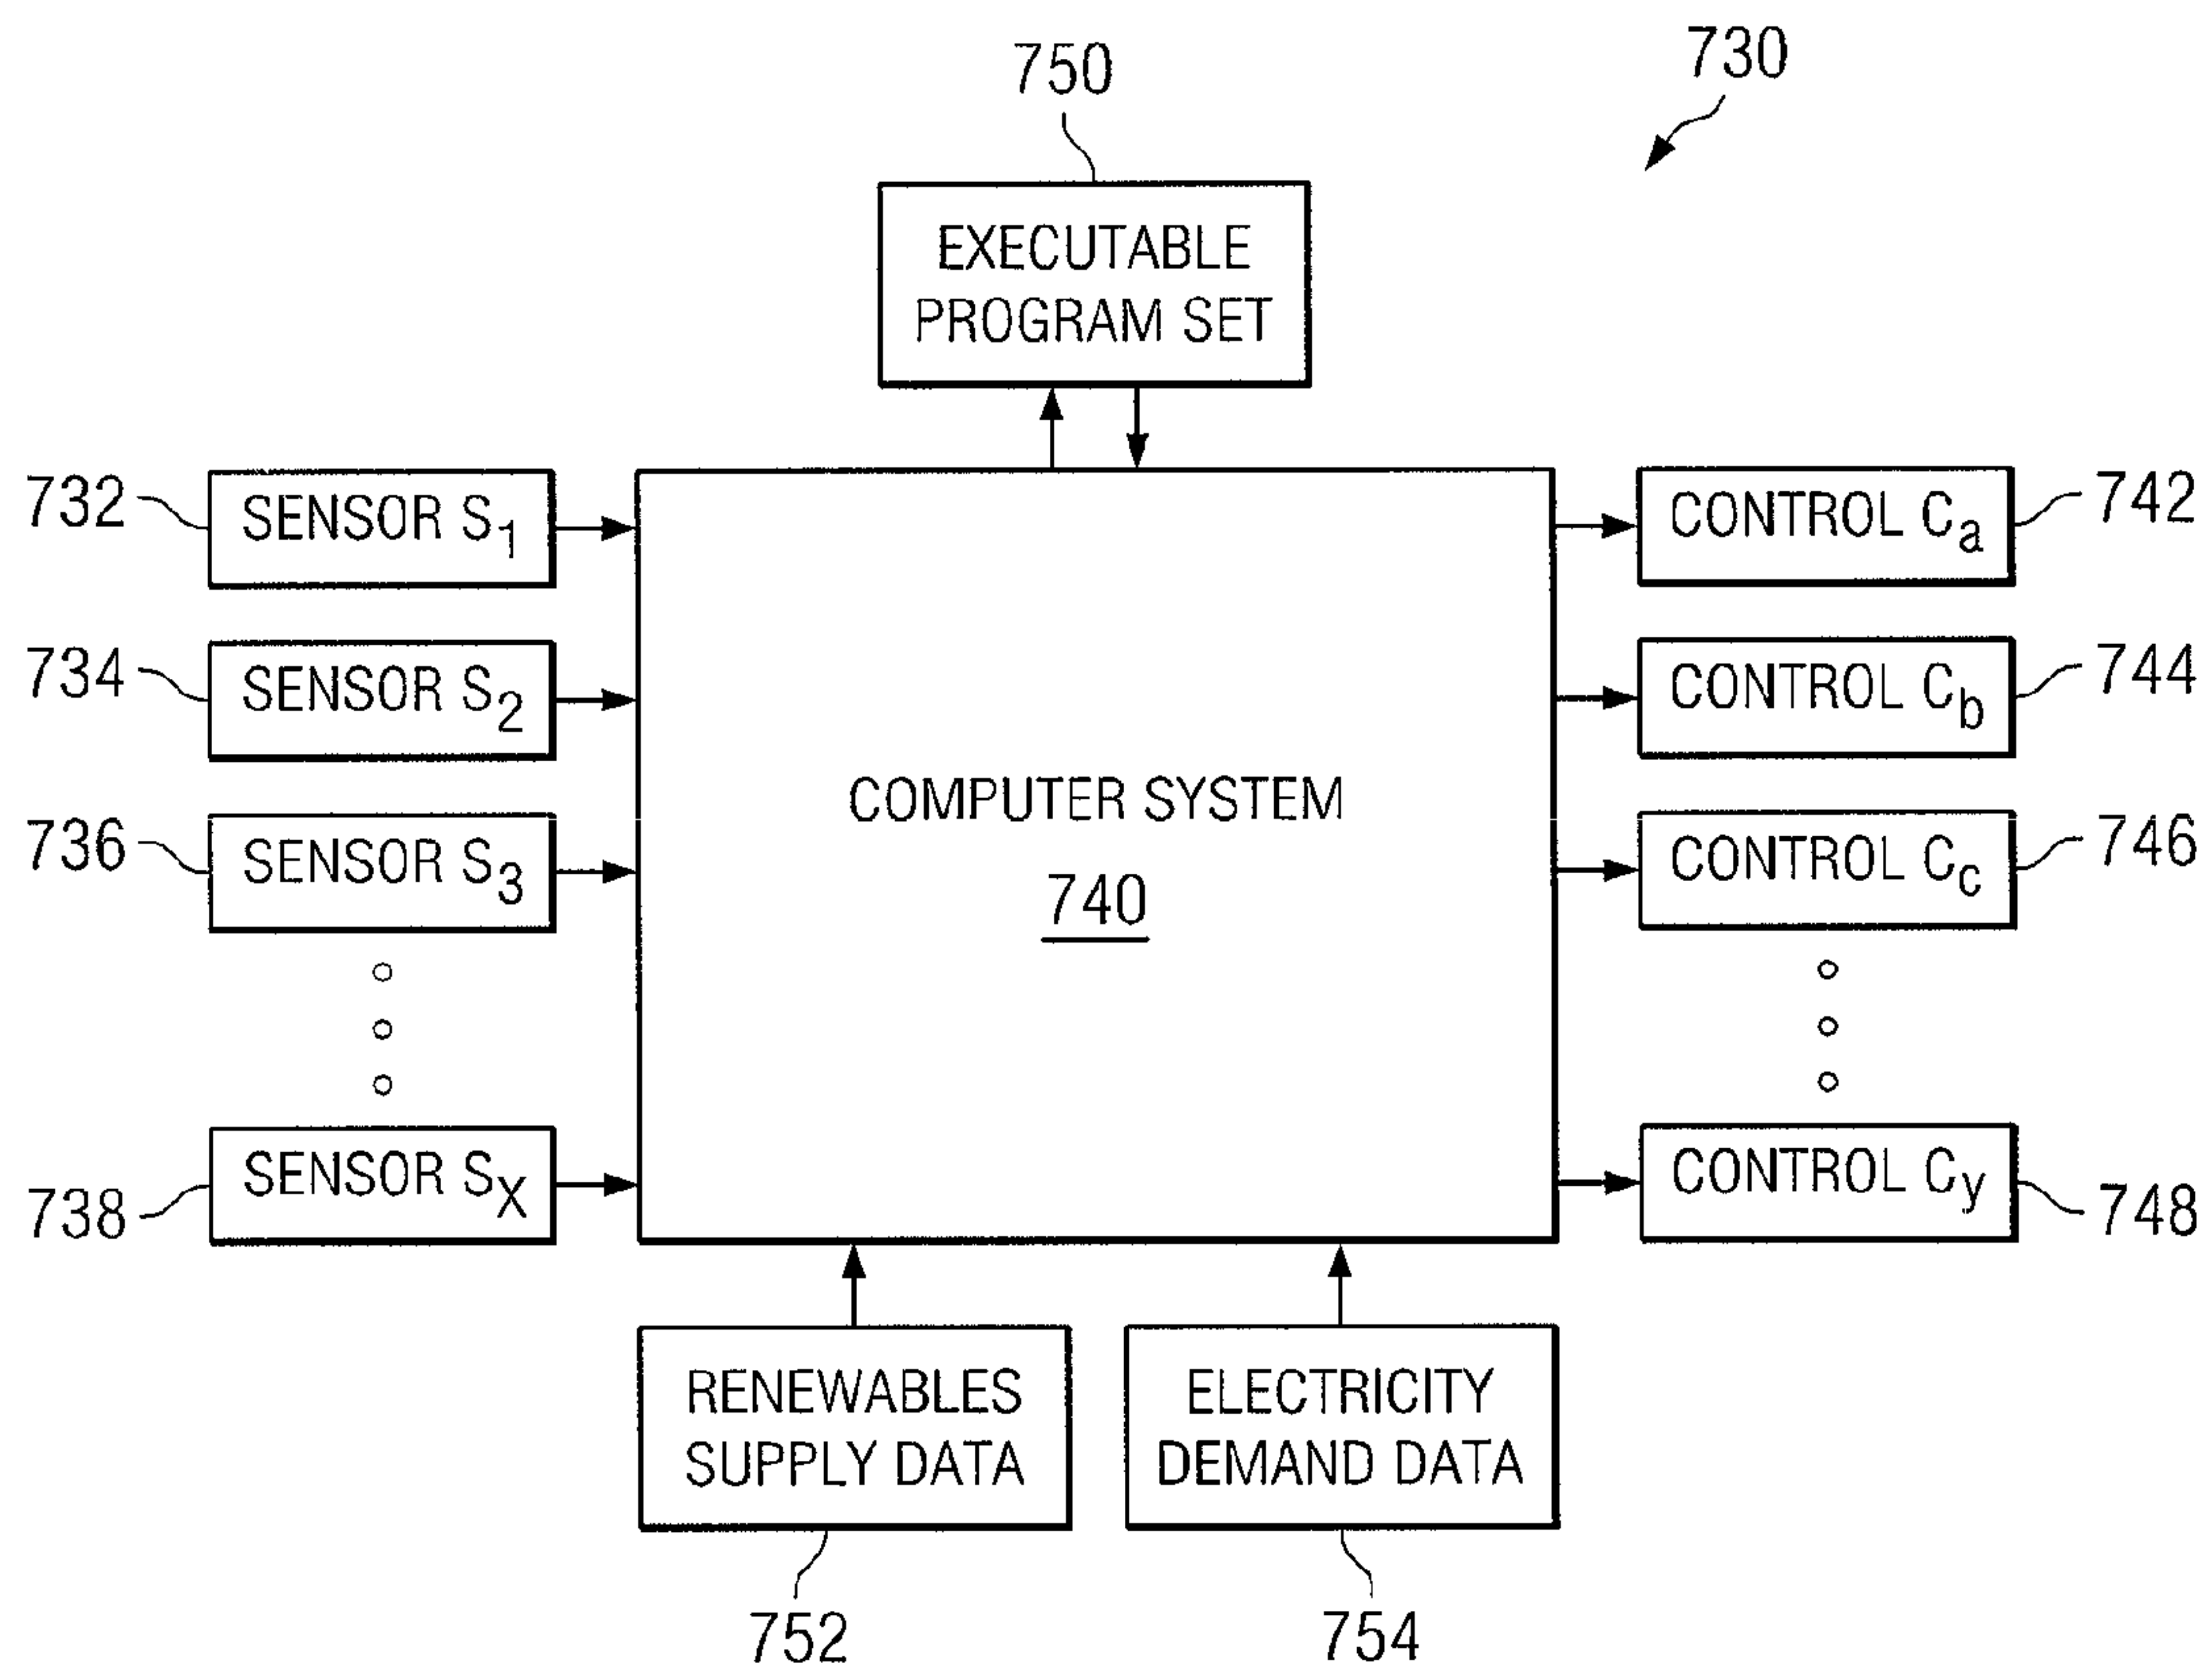 730
750
EXECUTABLE
PROGRAM SET
732
SENSOR S1
734
SENSOR S2
736
SENSOR S3
738
SENSOR SX
COMPUTER SYSTEM
740
CONTROL Ca
742
CONTROL Cb
744
CONTROL Cc
746
CONTROL Cy
748
RENEWABLES
SUPPLY DATA
752
ELECTRICITY
DEMAND DATA
754